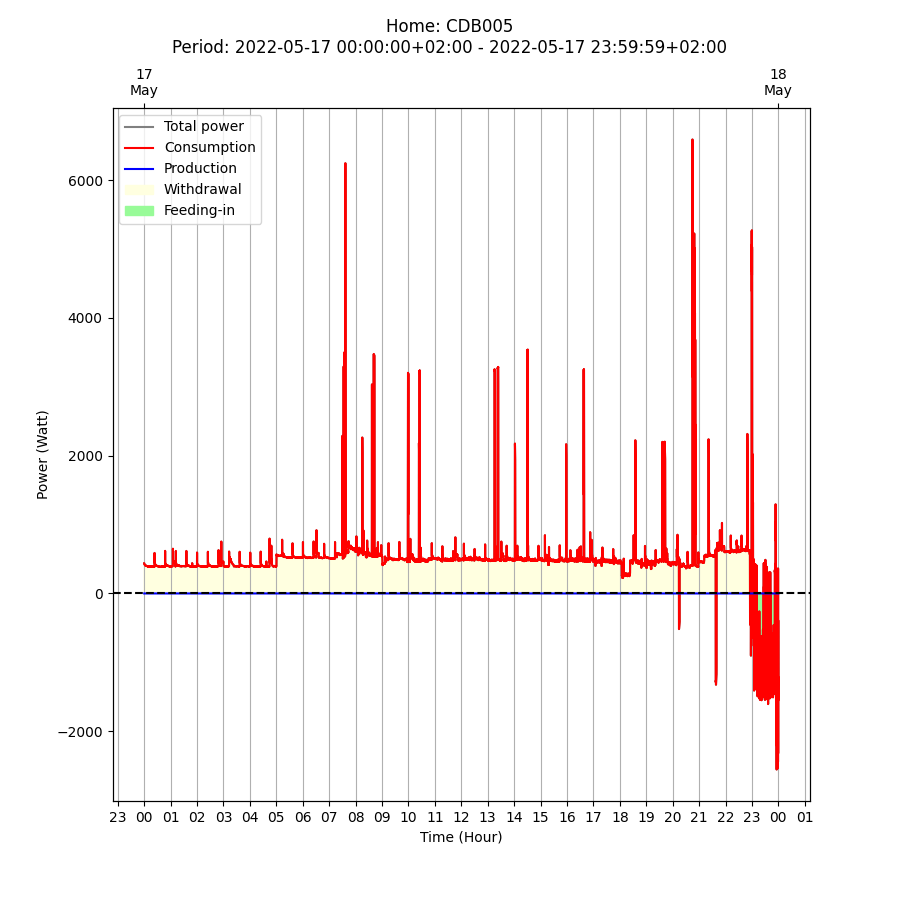 Home: CDB005
Period: 2022-05-17 00:00:00+02:00 - 2022-05-17 23:59:59+02:00
17 18
May May
Total power
Consumption
Production
Withdrawal
Feeding-in
6000
4000
2000
0
−2000
Power (Watt)
23 00 01 02 03 04 05 06 07 08 09 10 11 12 13 14 15 16 17 18 19 20 21 22 23 00 01
Time (Hour)